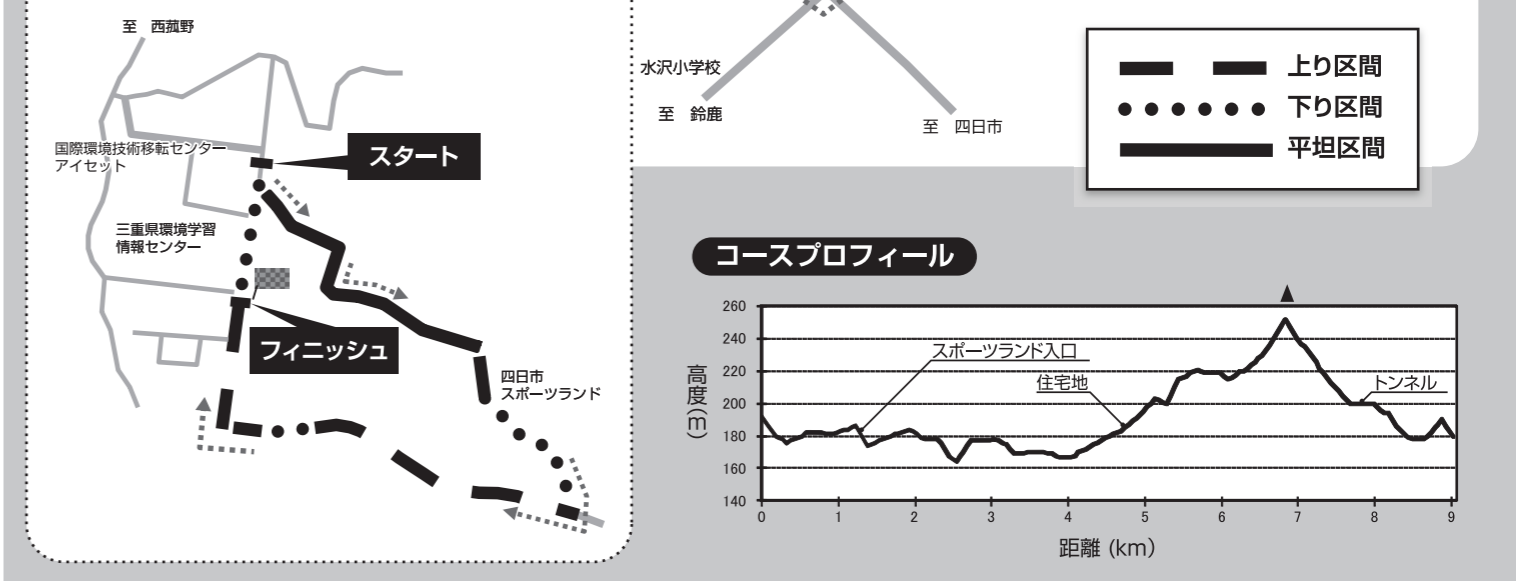 至　西菰野
国際環境技術移転センター
アイセット
スタート
三重県環境学習
情報センター
フィニッシュ
四日市
スポーツランド
水沢小学校
至　鈴鹿
至　四日市
上り区間
下り区間
平坦区間
コースプロフィール
高度(m)
260
240
220
200
180
160
140
スポーツランド入口
住宅地
トンネル
0 1 2 3 4 5 6 7 8 9
距離 (km)